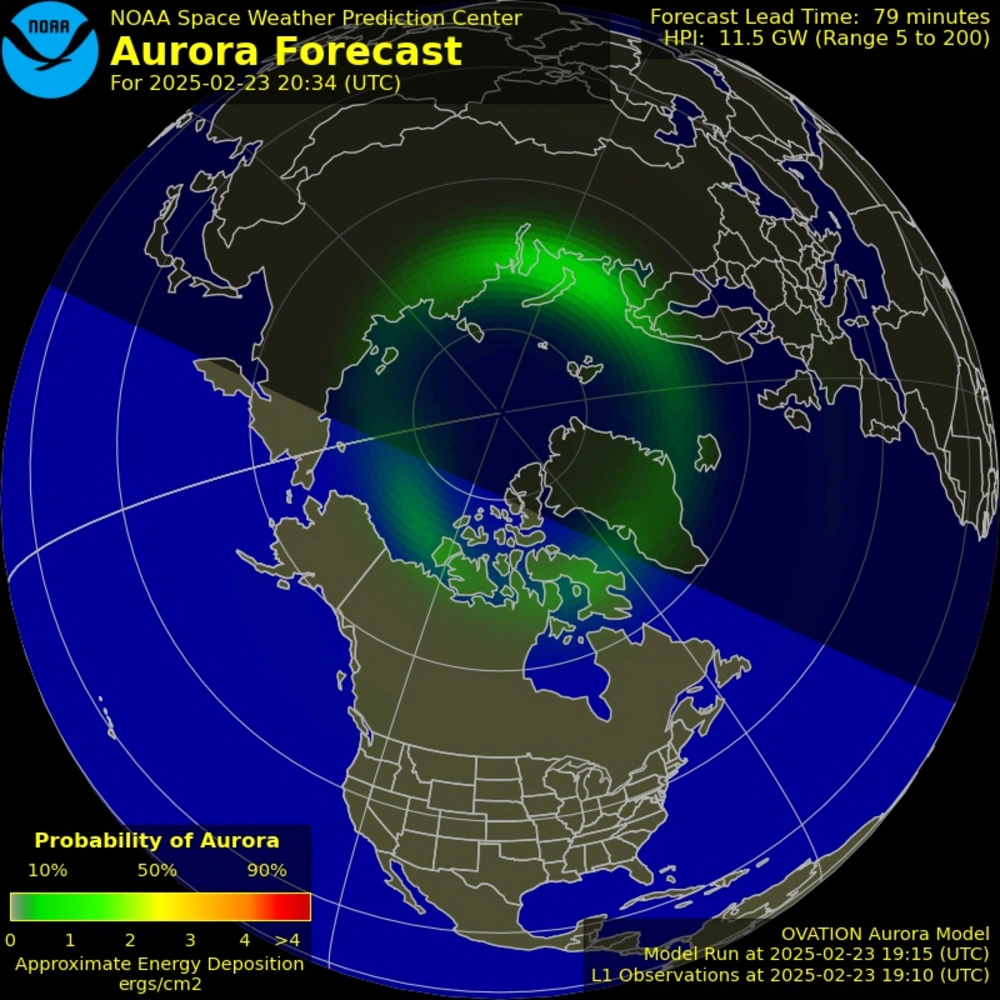 NOAA
NOAA Space Weather Prediction Center
Aurora Forecast
For 2025-02-23 20:34 (UTC)
Forecast Lead Time: 79 minutes
HPI: 11.5 GW (Range 5 to 200)
Probability of Aurora
10% 50% 90%
0 1 2 3 4 >4
Approximate Energy Deposition
ergs/cm2
OVATION Aurora Model
Model Run at 2025-02-23 19:15 (UTC)
L1 Observations at 2025-02-23 19:10 (UTC)